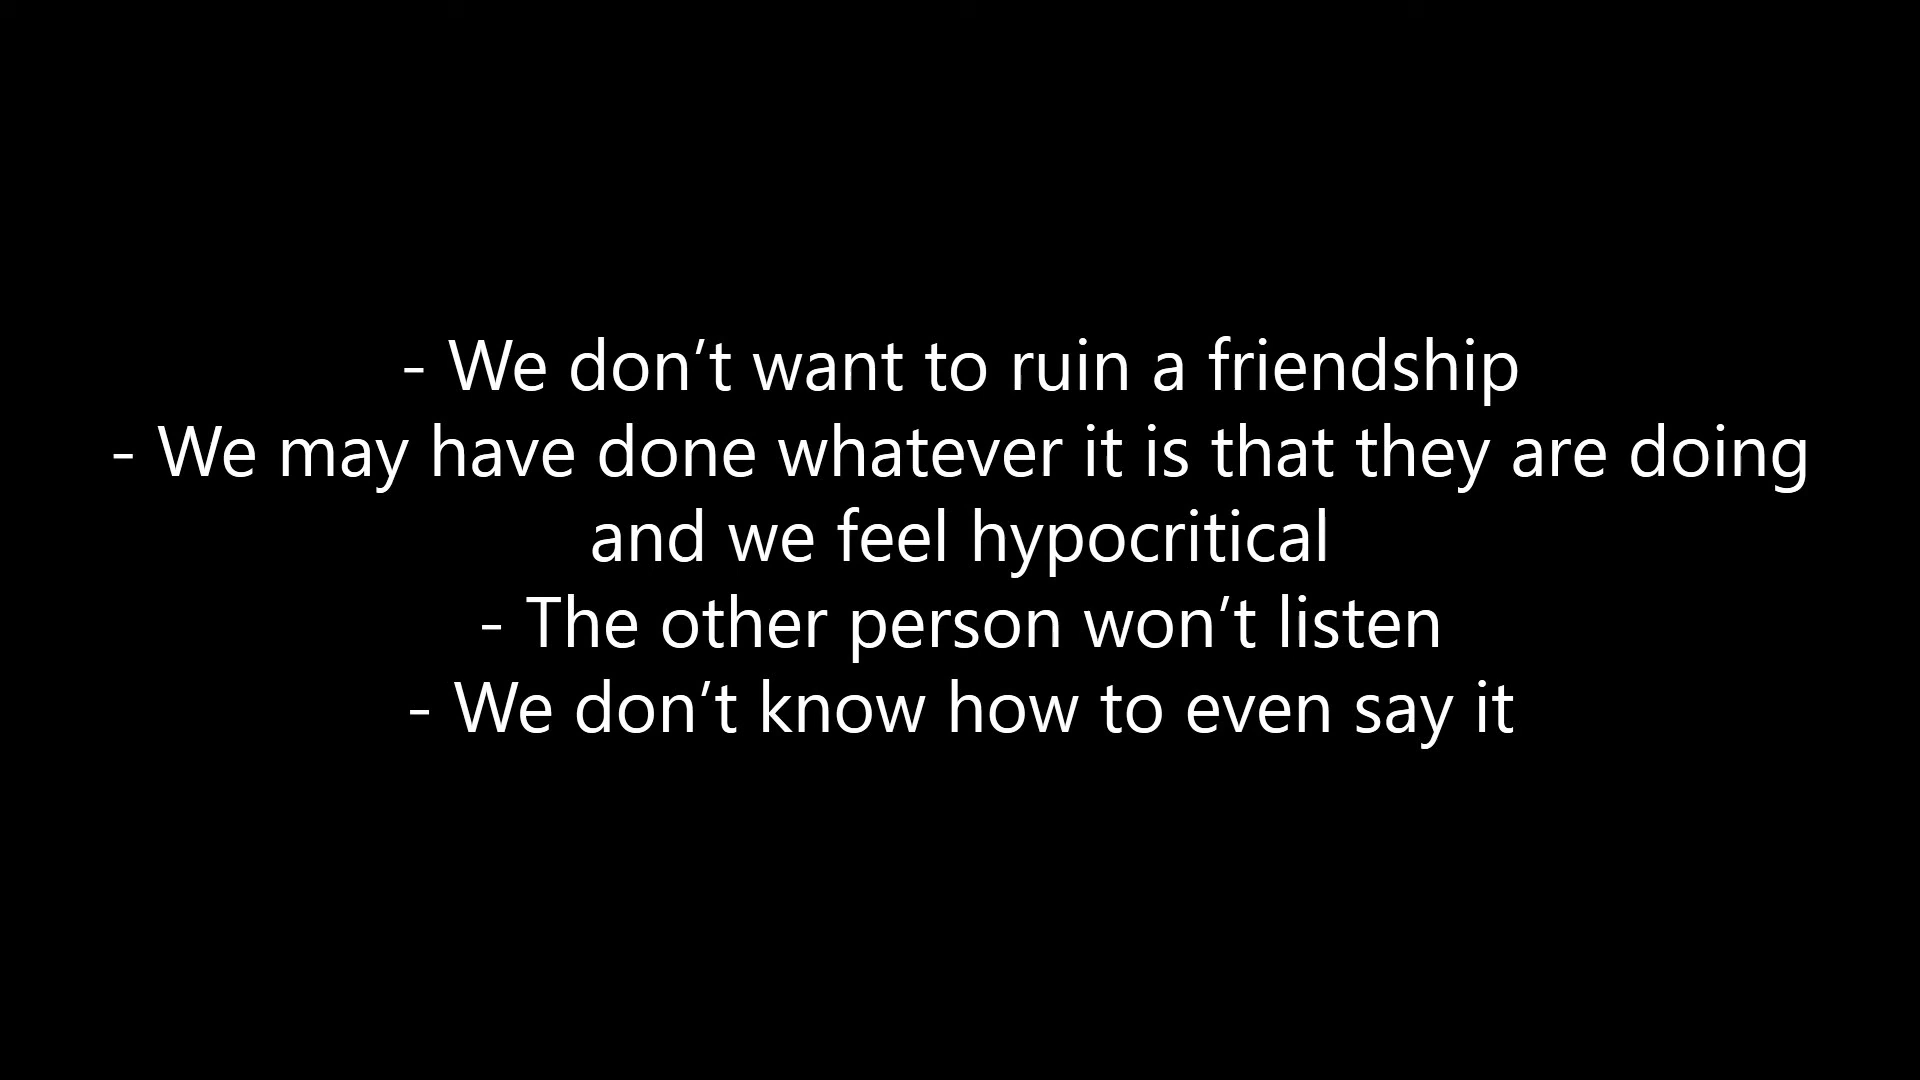 - We don’t want to ruin a friendship
- We may have done whatever it is that they are doing
and we feel hypocritical
- The other person won’t listen
- We don’t know how to even say it